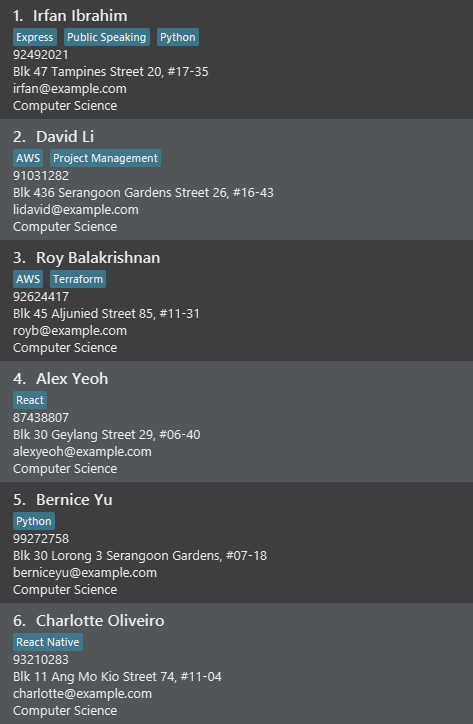 1. Irfan Ibrahim
Express Public Speaking Python
92492021
Blk 47 Tampines Street 20, #17-35
irfan@example.com
Computer Science
2. David Li
AWS Project Management
91031282
Blk 436 Serangoon Gardens Street 26, #16-43
lidavid@example.com
Computer Science
3. Roy Balakrishnan
AWS Terraform
92624417
Blk 45 Aljunied Street 85, #11-31
royb@example.com
Computer Science
4. Alex Yeoh
React
87438807
Blk 30 Geylang Street 29, #06-40
alexyeoh@example.com
Computer Science
5. Bernice Yu
Python
99272758
Blk 30 Lorong 3 Serangoon Gardens, #07-18
berniceyu@example.com
Computer Science
6. Charlotte Oliveiro
React Native
93210283
Blk 11 Ang Mo Kio Street 74, #11-04
charlotte@example.com
Computer Science